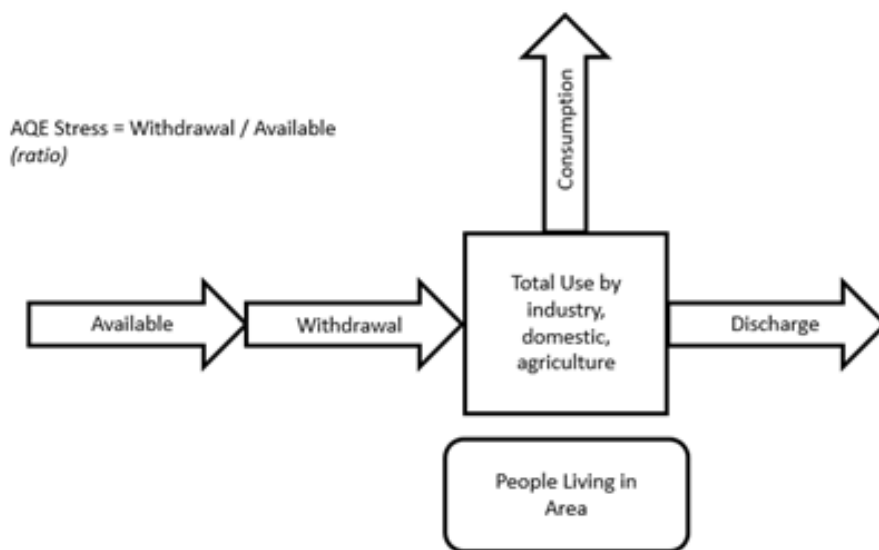 AQE Stress = Withdrawal / Available
(ratio)
Consumption
Available
Withdrawal
Total Use by
industry,
domestic,
agriculture
Discharge
People Living in
Area